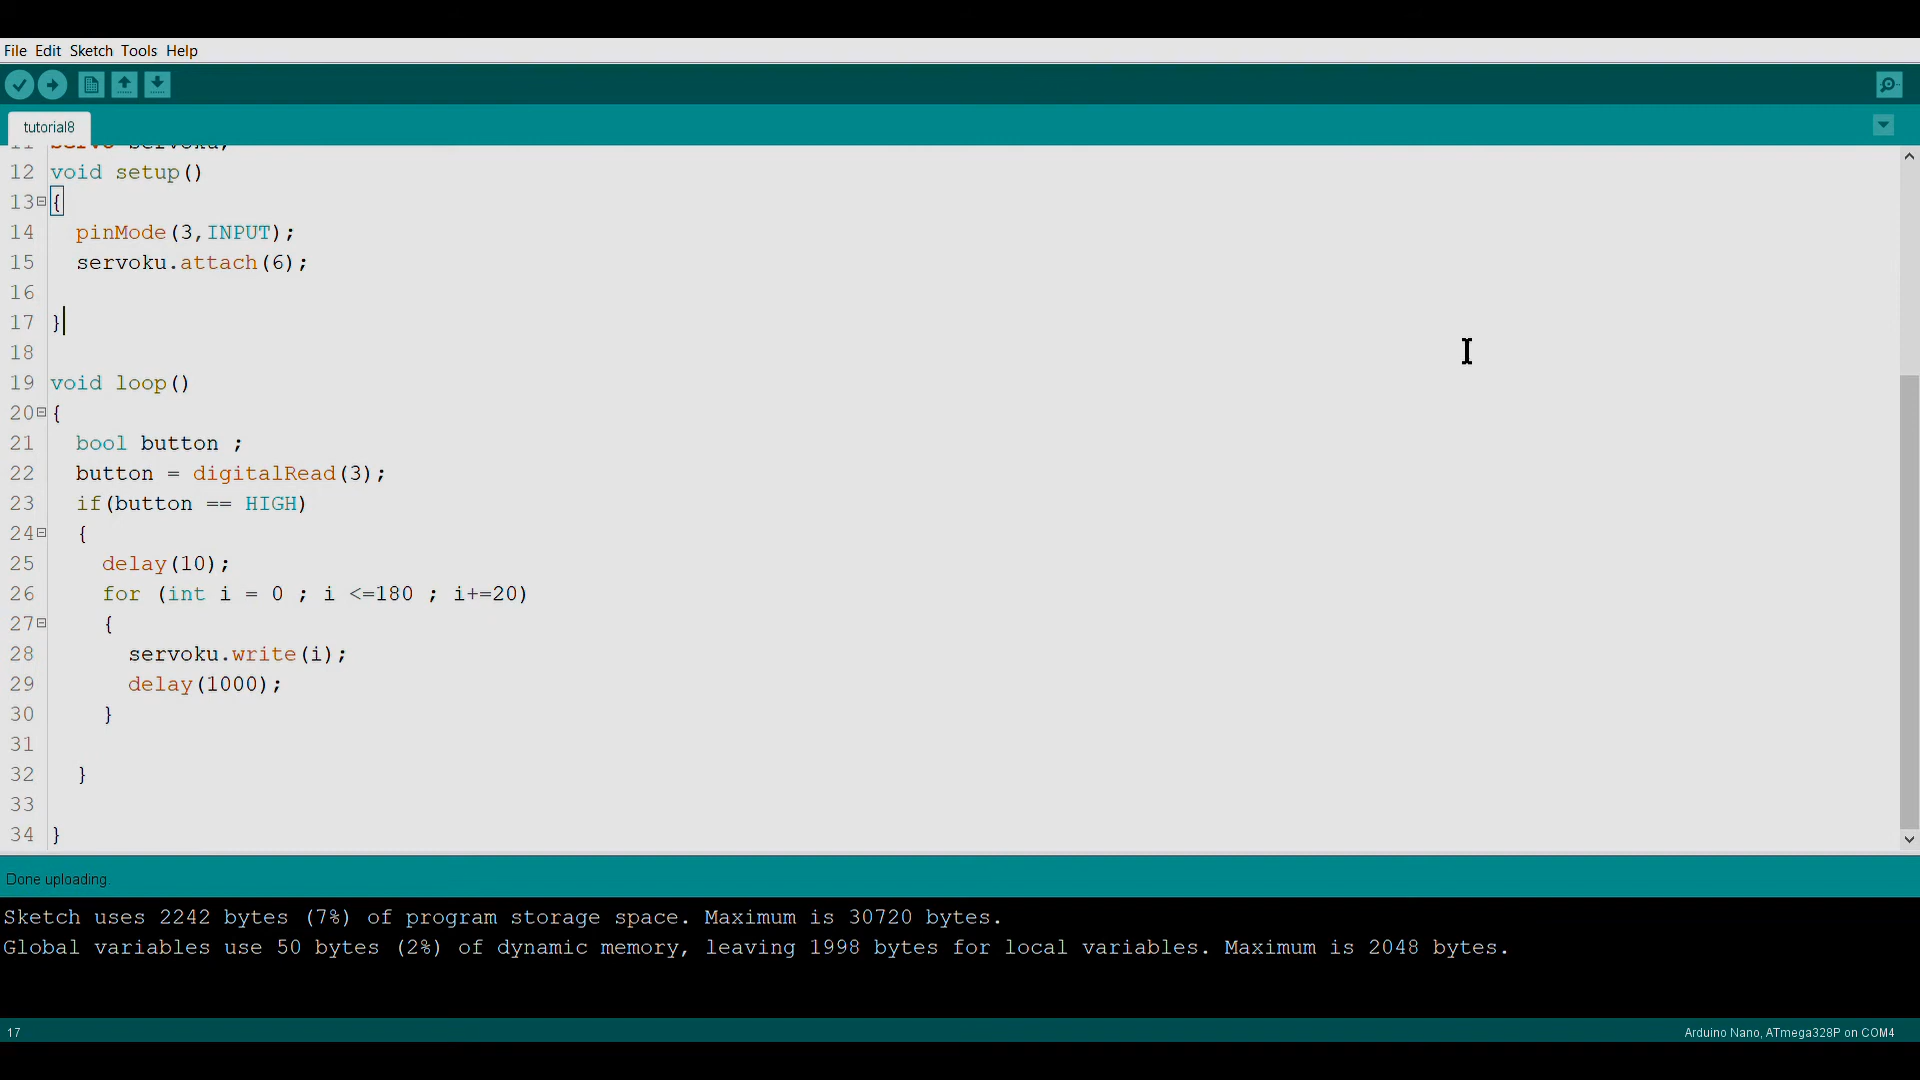 File Edit Sketch Tools Help
tutorial8
11 Servo servoku;
12 void setup()
13 {
14 pinMode(3,INPUT);
15 servoku.attach(6);
16
17 }
18
19 void loop()
20 {
21 bool button ;
22 button = digitalRead(3);
23 if(button == HIGH)
24 {
25 delay(10);
26 for (int i = 0 ; i <=180 ; i+=20)
27 {
28 servoku.write(i);
29 delay(1000);
30 }
31
32 }
33
34 }
Done uploading
Sketch uses 2242 bytes (7%) of program storage space. Maximum is 30720 bytes.
Global variables use 50 bytes (2%) of dynamic memory, leaving 1998 bytes for local variables. Maximum is 2048 bytes.
17
Arduino Nano, ATmega328P on COM4